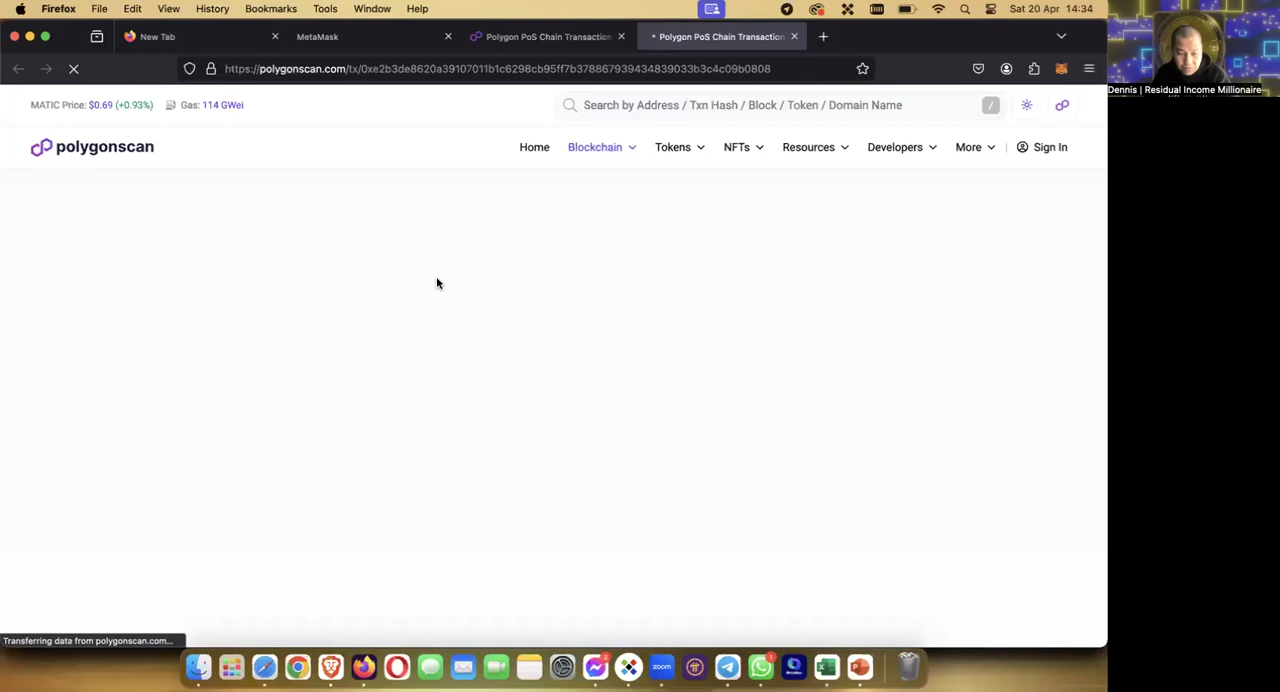 Firefox File Edit View History Bookmarks Tools Window Help Sat 20 Apr 14:34
New Tab MetaMask Polygon PoS Chain Transaction Polygon PoS Chain Transaction
https://polygonscan.com/tx/0xe2b3de8620a39107011b1c6298cb95ff7b378867939434839033b3c4c09b0808
MATIC Price: $0.69 (+0.93%) Gas: 114 GWei Search by Address / Txn Hash / Block / Token / Domain Name /
polygonscan Home Blockchain Tokens NFTs Resources Developers More Sign In
Transferring data from polygonscan.com...
zoom
Dennis | Residual Income Millionaire